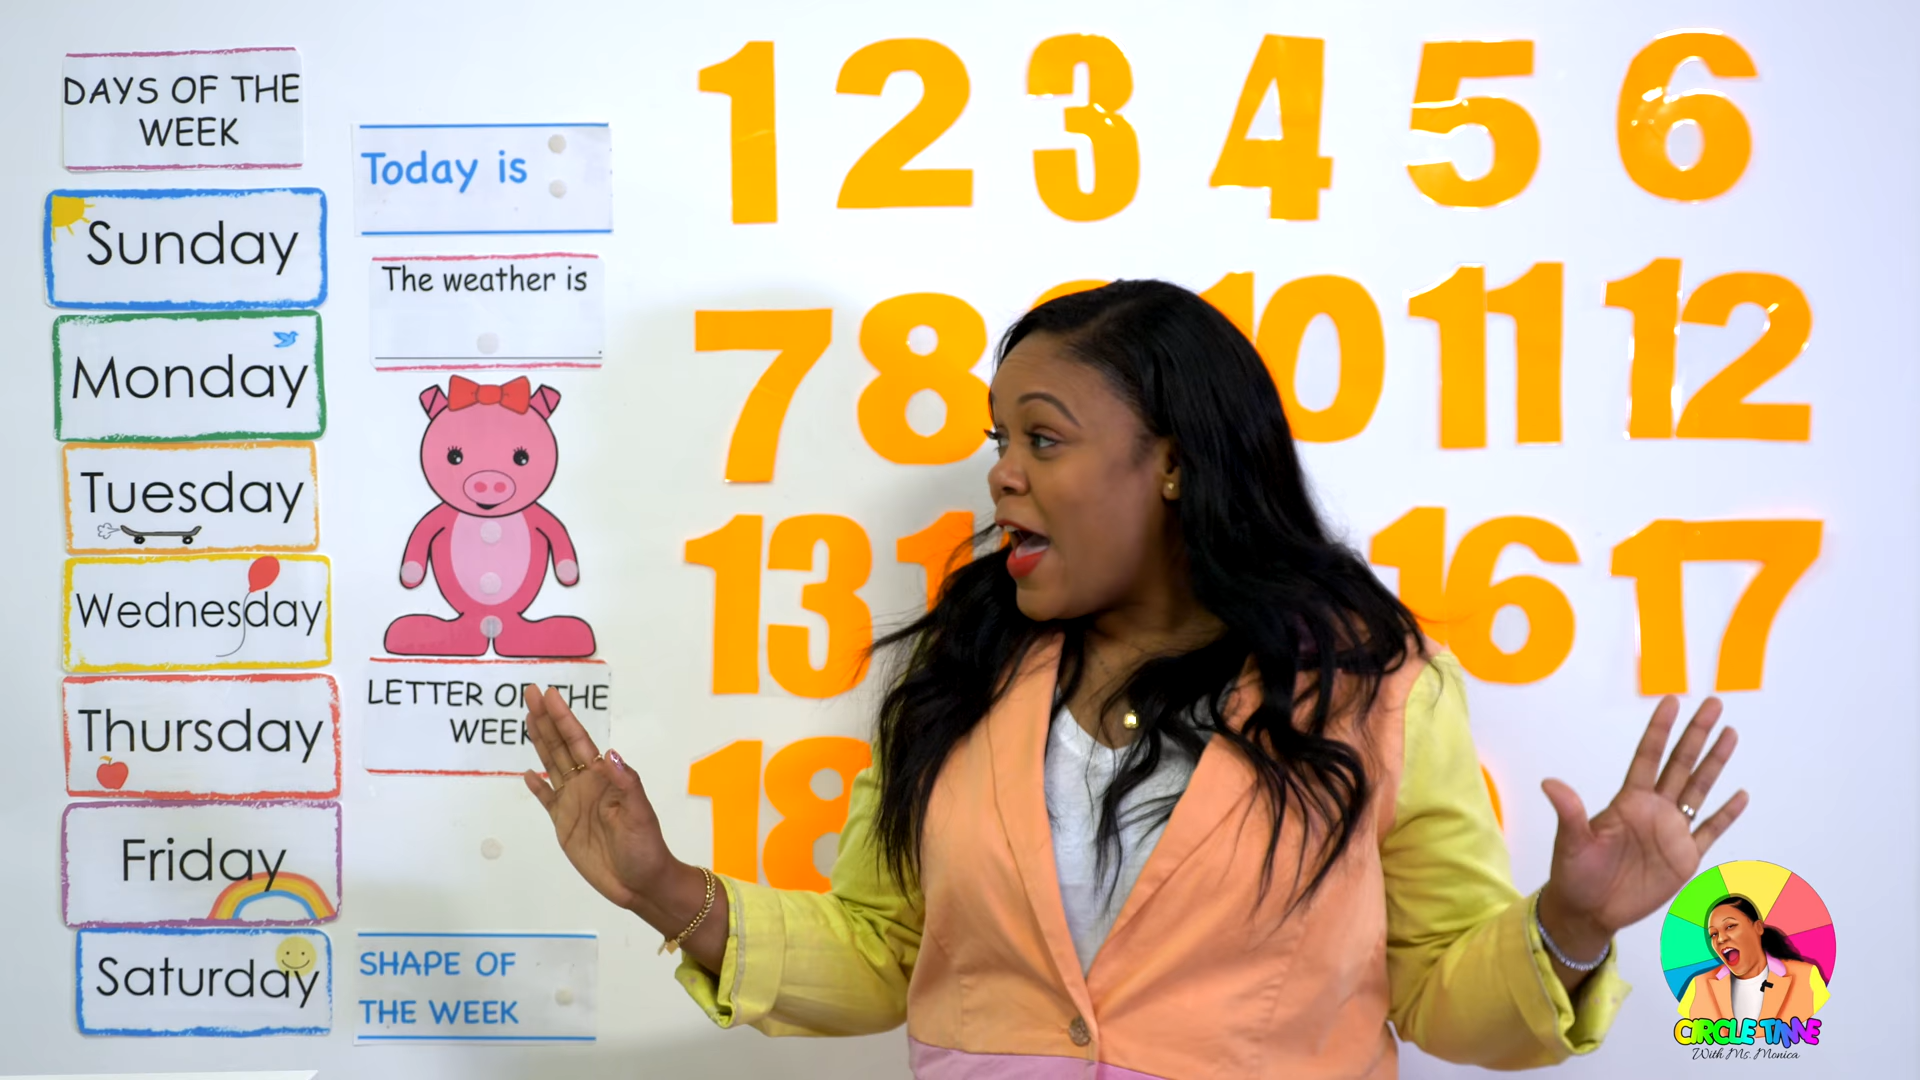 DAYS OF THE
WEEK
Sunday
Monday
Tuesday
Wednesday
Thursday
Friday
Saturday
Today is
The weather is
LETTER OF THE
WEEK
SHAPE OF
THE WEEK
1 2 3 4 5 6
7 8 10 11 12
13 16 17
18
CIRCLE TIME
With Ms. Monica